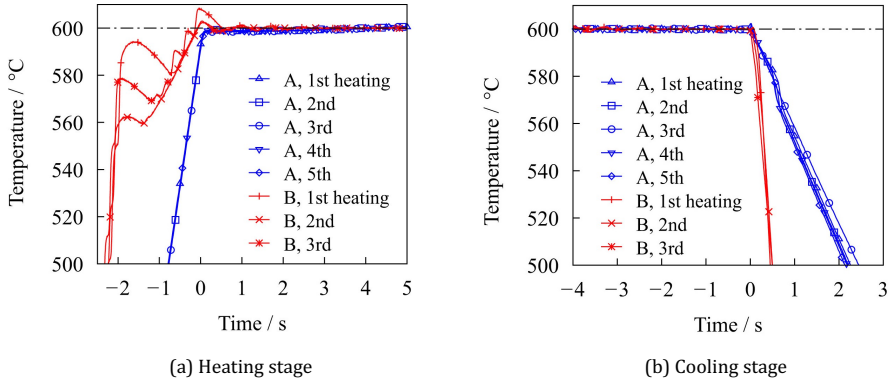 600
580
560
540
520
500
Temperature / °C
A, 1st heating
A, 2nd
A, 3rd
A, 4th
A, 5th
B, 1st heating
B, 2nd
B, 3rd
−2 −1 0 1 2 3 4 5
Time / s
(a) Heating stage
600
580
560
540
520
500
Temperature / °C
A, 1st heating
A, 2nd
A, 3rd
A, 4th
A, 5th
B, 1st heating
B, 2nd
B, 3rd
−4 −3 −2 −1 0 1 2 3
Time / s
(b) Cooling stage